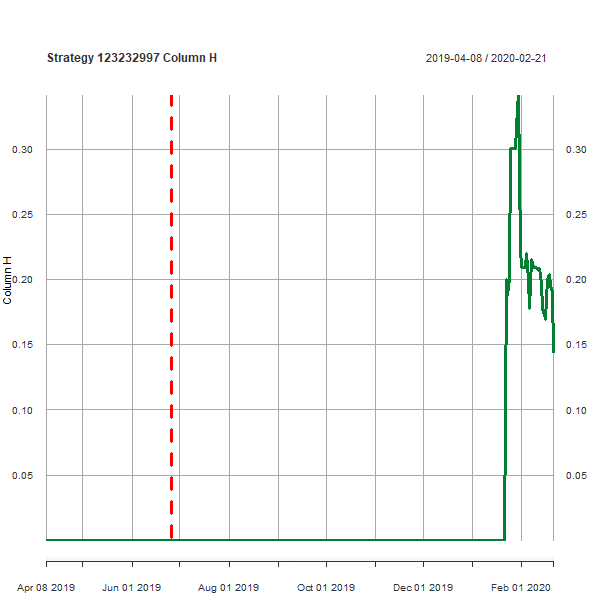 Strategy 123232997 Column H
2019-04-08 / 2020-02-21
0.30
0.30
0.25
0.25
0.20
0.20
Column H
0.15
0.15
0.10
0.10
0.05
0.05
Apr 08 2019
Jun 01 2019
Aug 01 2019
Oct 01 2019
Dec 01 2019
Feb 01 2020